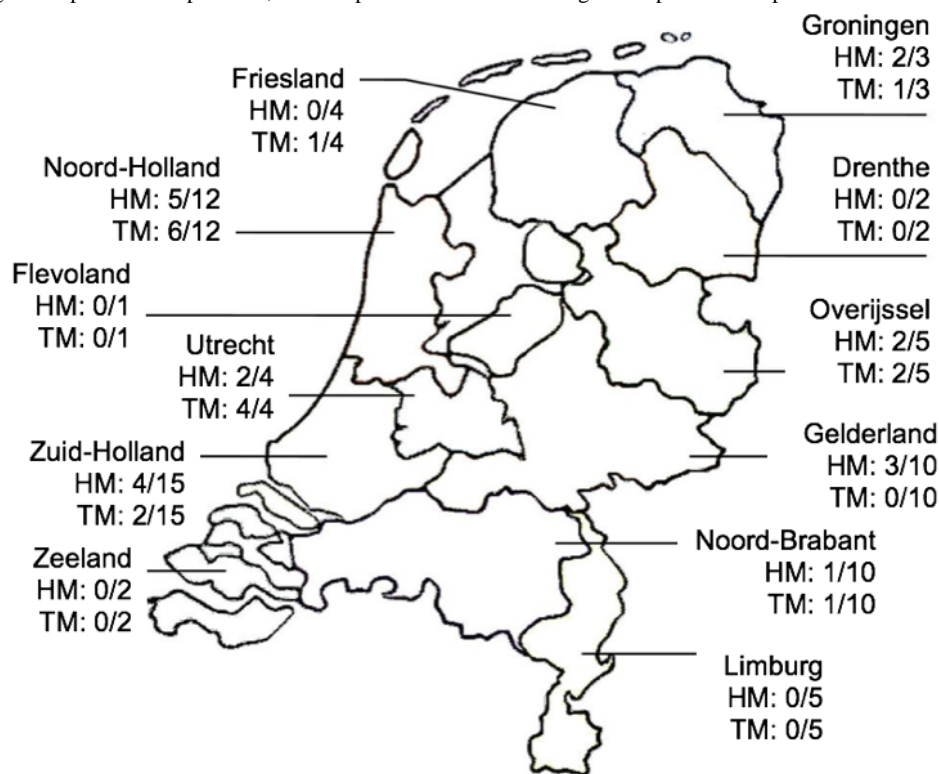 Groningen
HM: 2/3
TM: 1/3
Friesland
HM: 0/4
TM: 1/4
Noord-Holland
HM: 5/12
TM: 6/12
Drenthe
HM: 0/2
TM: 0/2
Flevoland
HM: 0/1
TM: 0/1
Overijssel
HM: 2/5
TM: 2/5
Utrecht
HM: 2/4
TM: 4/4
Gelderland
HM: 3/10
TM: 0/10
Zuid-Holland
HM: 4/15
TM: 2/15
Noord-Brabant
HM: 1/10
TM: 1/10
Zeeland
HM: 0/2
TM: 0/2
Limburg
HM: 0/5
TM: 0/5